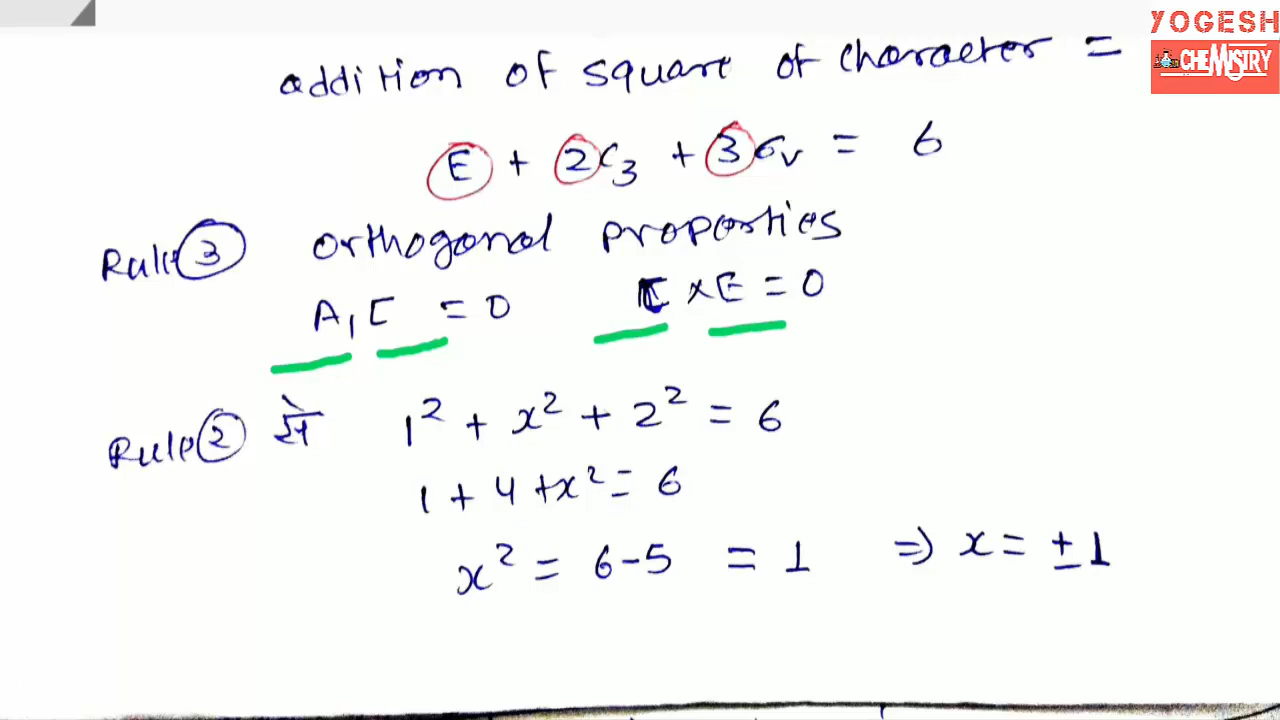 YOGESH
CHEMISTRY
addition of square of character =
E + 2C₃ + 3σᵥ = 6
Rule ③ Orthogonal properties
A₁E = 0 E × E = 0
Rule ② से 1² + x² + 2² = 6
1 + 4 + x² = 6
x² = 6-5 = 1 ⇒ x = ±1